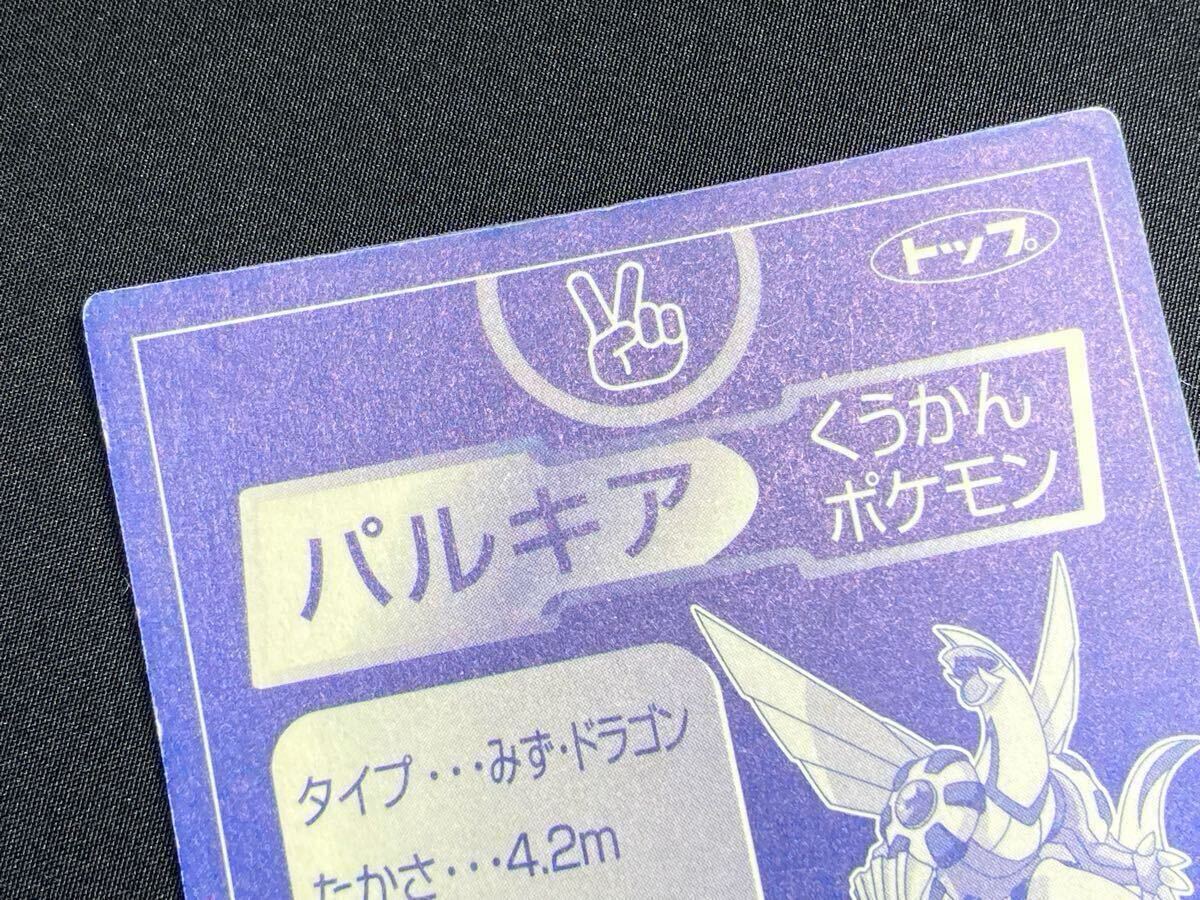 トップ。
くうかん
ポケモン
パルキア
タイプ・・・みず・ドラゴン
たかさ・・・4.2m